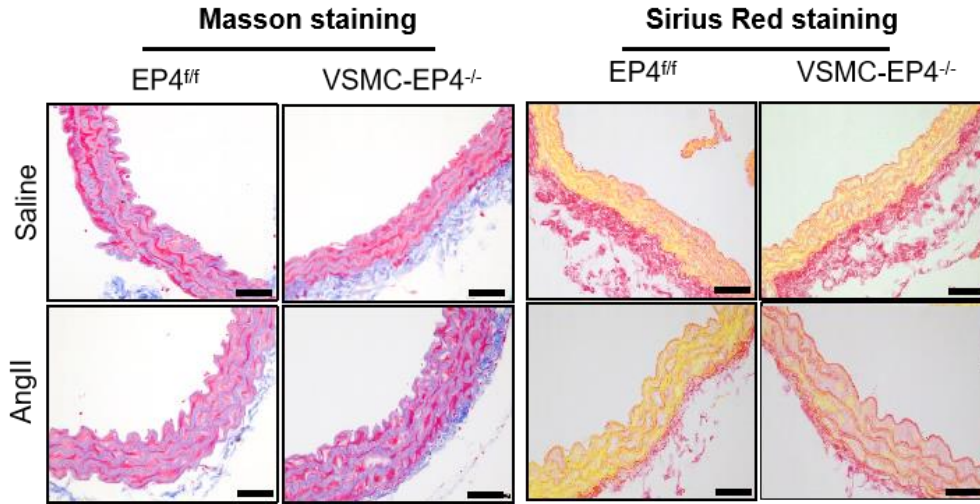 Masson staining
Sirius Red staining
EP4f/f
VSMC-EP4-/-
EP4f/f
VSMC-EP4-/-
Saline
AngII